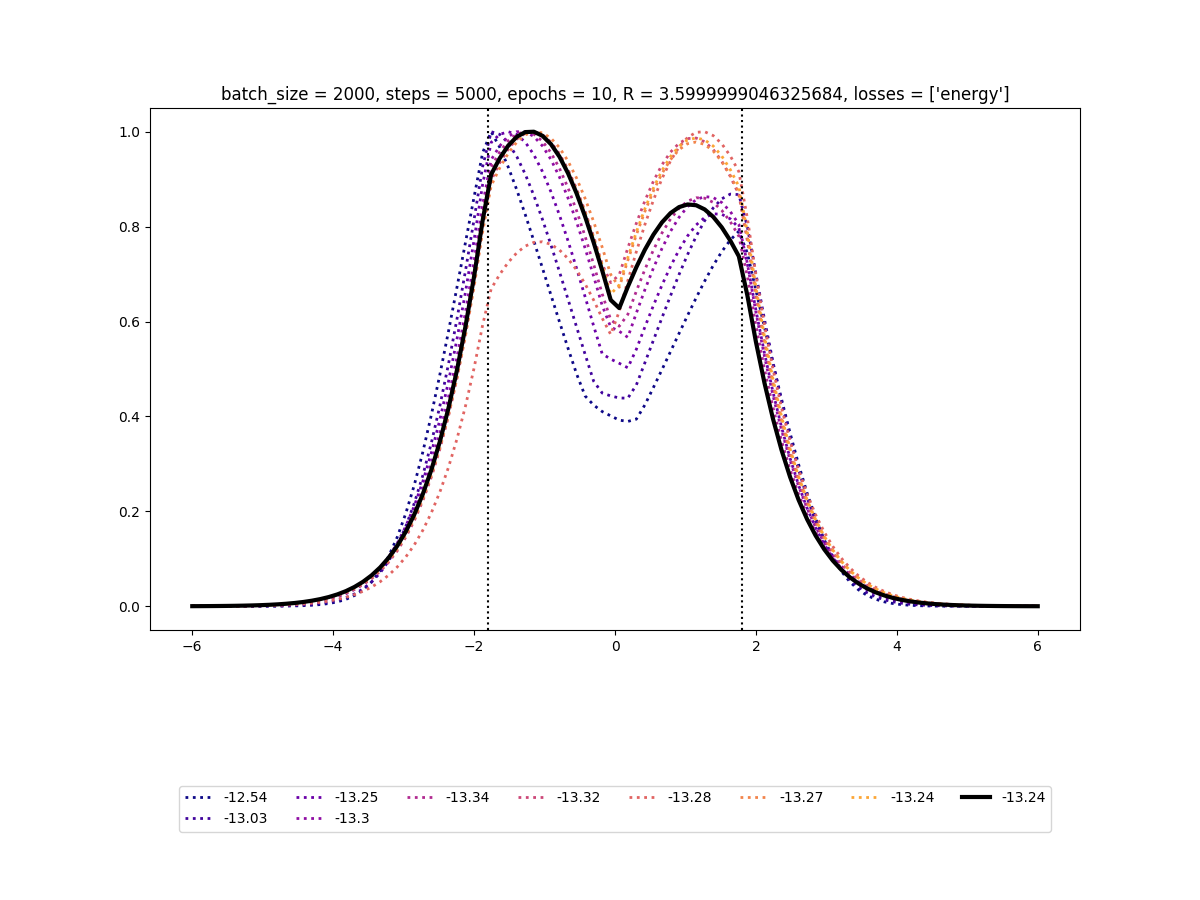 batch_size = 2000, steps = 5000, epochs = 10, R = 3.5999999046325684, losses = ['energy']
1.0
0.8
0.6
0.4
0.2
0.0
−6 −4 −2 0 2 4 6
-12.54 -13.25 -13.34 -13.32 -13.28 -13.27 -13.24 -13.24
-13.03 -13.3